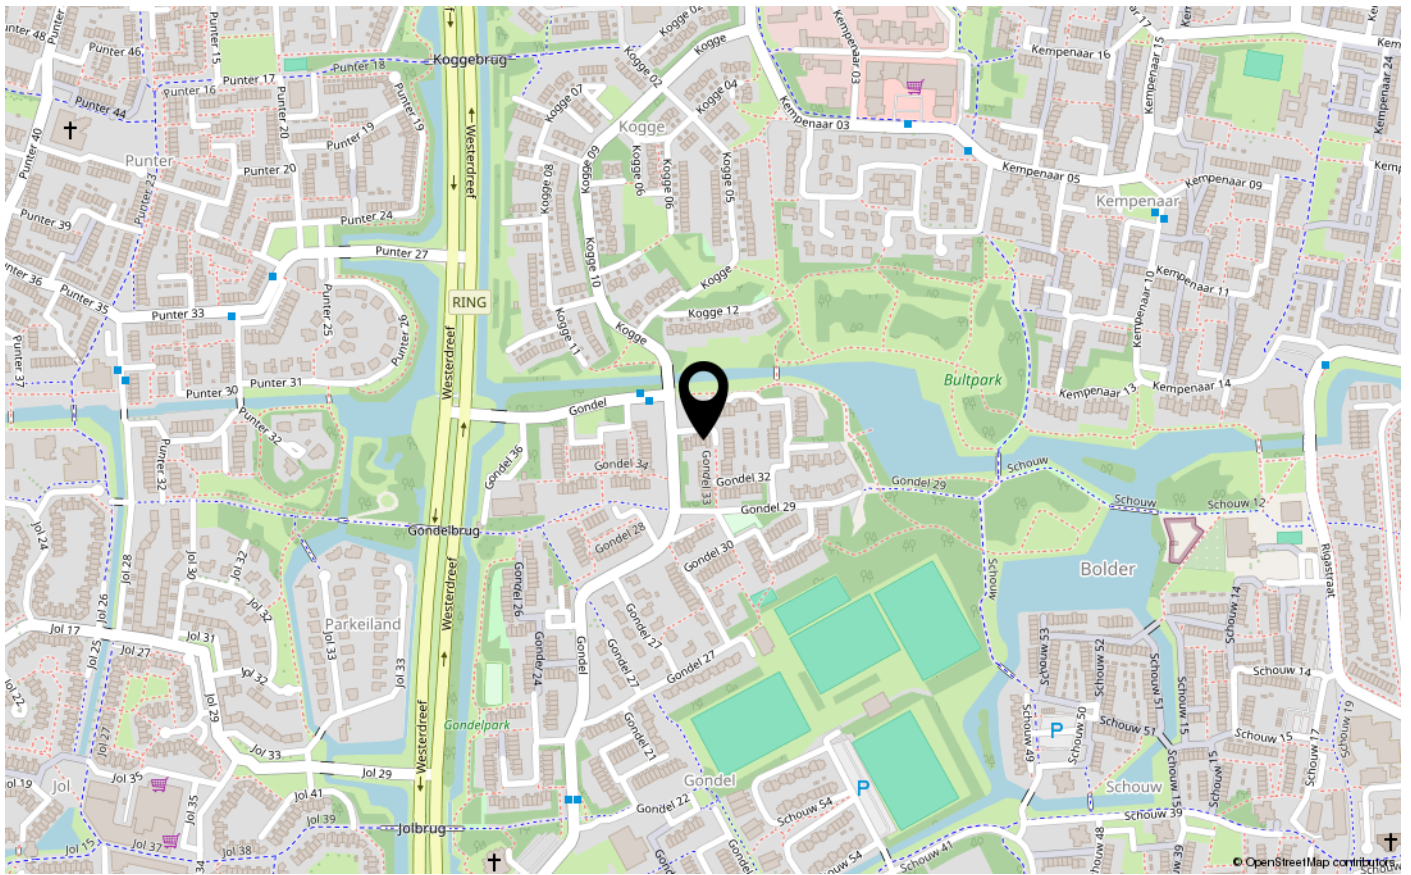 Punter 48
Punter 46
Punter 15
Punter 17
Punter 18
Punter 16
Punter 44
Punter 19
Punter 19
Punter 20
Punter 40
Punter
Punter 20
Punter 23
Punter 39
Punter 24
Punter 27
Punter 36
Punter 35
Punter 33
Punter 25
Punter 26
Punter 37
Punter 30
Punter 31
Punter 32
Punter 32
Koggebrug
Westerdreef
RING
Westerdreef
Kogge 02
Kogge
Kogge 02
Kogge 07
Kogge 04
Kogge
Kogge 09
Kogge 08
Kogge 06
Kogge 06
Kogge 05
Kogge 10
Kogge
Kogge 12
Kogge
Kogge 11
Kempenaar 03
Kempenaar 03
Kempenaar 16
Kempenaar 15
Kempenaar 24
Kempenaar 05
Kempenaar 09
Kempenaar
Kempenaar 10
Kempenaar 11
Kempenaar 13
Kempenaar 14
Bultpark
Gondel
Gondel 36
Gondel 34
Gondel 33
Gondel 32
Gondel 29
Gondel 29
Schouw
Schouw
Schouw 12
Gondelbrug
Gondel 28
Gondel 30
Jol 24
Jol 28
Jol 30
Jol 32
Jol 26
Jol 32
Jol 17
Jol 31
Jol 25
Jol 27
Jol 32
Jol 22
Jol 29
Jol 27
Parkeiland
Jol 33
Jol 33
Jol 33
Jol 29
Jol 19
Jol
Jol 35
Jol 35
Jol 41
Jol 39
Jol 15
Jol 37
Jol 38
Jolbrug
Westerdreef
Westerdreef
Gondel 26
Gondel 24
Gondel
Gondelpark
Gondel 27
Gondel 27
Gondel 27
Gondel 21
Gondel
Gondel 22
Schouw
Bolder
Rigastraat
Schouw 14
Schouw 53
Schouw 52
Schouw 51
Schouw 14
Schouw 50
Schouw 49
P
Schouw 51
Schouw 15
Schouw 15
Schouw 17
Schouw 19
Schouw 15
Schouw
Schouw 15
Schouw 39
P
Schouw 54
Schouw 54
Schouw 41
Schouw 48
© OpenStreetMap contributors